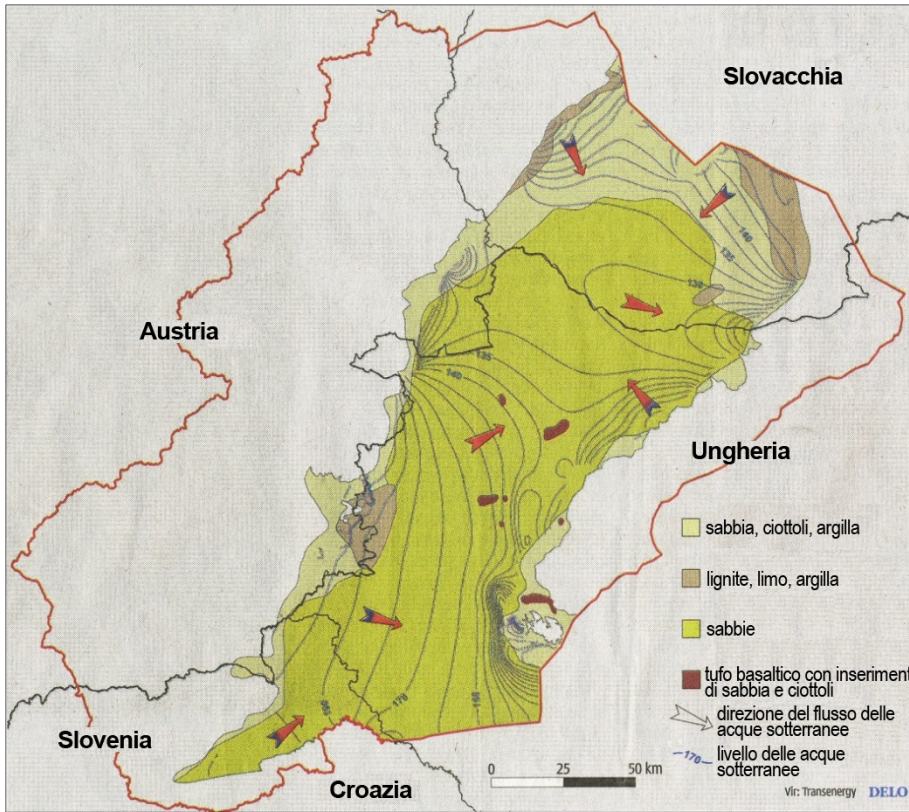 Slovacchia
Austria
140
135
130
135
140
Ungheria
sabbia, ciottoli, argilla
lignite, limo, argilla
sabbie
tufo basaltico con inseriment
di sabbia e ciottoli
direzione del flusso delle
acque sotterranee
170
livello delle acque
sotterranee
170
Slovenia
Croazia
0 25 50 km
Vir: Transenergy DELO